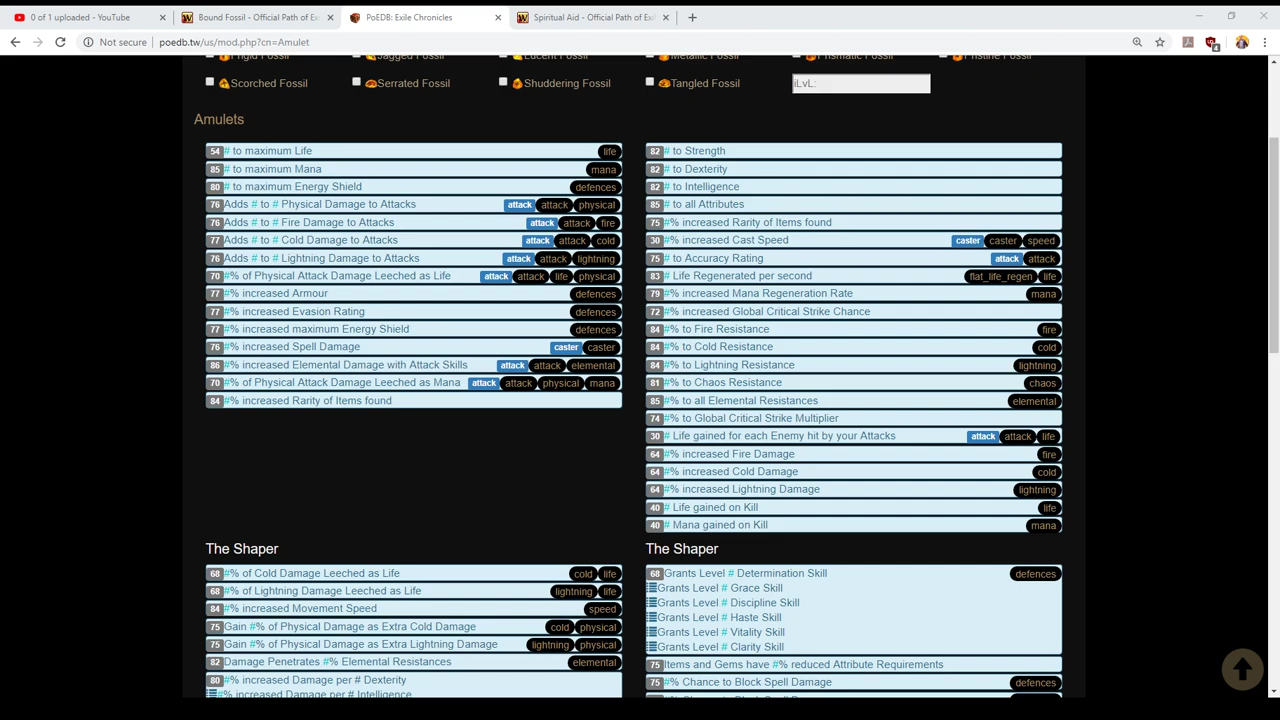 0 of 1 uploaded - YouTube
Bound Fossil - Official Path of Ex
PoEDB: Exile Chronicles
Spiritual Aid - Official Path of Ex
Not secure poedb.tw/us/mod.php?cn=Amulet
Frigid Fossil Jagged Fossil Lucent Fossil Metallic Fossil Prismatic Fossil Pristine Fossil
Scorched Fossil Serrated Fossil Shuddering Fossil Tangled Fossil iLvL:
Amulets
54 # to maximum Life life
85 # to maximum Mana mana
80 # to maximum Energy Shield defences
76 Adds # to # Physical Damage to Attacks attack attack physical
76 Adds # to # Fire Damage to Attacks attack attack fire
77 Adds # to # Cold Damage to Attacks attack attack cold
76 Adds # to # Lightning Damage to Attacks attack attack lightning
70 #% of Physical Attack Damage Leeched as Life attack attack life physical
77 #% increased Armour defences
77 #% increased Evasion Rating defences
77 #% increased maximum Energy Shield defences
76 #% increased Spell Damage caster caster
86 #% increased Elemental Damage with Attack Skills attack attack elemental
70 #% of Physical Attack Damage Leeched as Mana attack attack physical mana
84 #% increased Rarity of Items found
82 # to Strength
82 # to Dexterity
82 # to Intelligence
85 # to all Attributes
75 #% increased Rarity of Items found
30 #% increased Cast Speed caster caster speed
75 # to Accuracy Rating attack attack
83 # Life Regenerated per second flat_life_regen life
79 #% increased Mana Regeneration Rate mana
72 #% increased Global Critical Strike Chance
84 #% to Fire Resistance fire
84 #% to Cold Resistance cold
84 #% to Lightning Resistance lightning
81 #% to Chaos Resistance chaos
85 #% to all Elemental Resistances elemental
74 #% to Global Critical Strike Multiplier
30 # Life gained for each Enemy hit by your Attacks attack attack life
64 #% increased Fire Damage fire
64 #% increased Cold Damage cold
64 #% increased Lightning Damage lightning
40 # Life gained on Kill life
40 # Mana gained on Kill mana
The Shaper
68 #% of Cold Damage Leeched as Life cold life
68 #% of Lightning Damage Leeched as Life lightning life
84 #% increased Movement Speed speed
75 Gain #% of Physical Damage as Extra Cold Damage cold physical
75 Gain #% of Physical Damage as Extra Lightning Damage lightning physical
82 Damage Penetrates #% Elemental Resistances elemental
80 #% increased Damage per # Dexterity
#% increased Damage per # Intelligence
The Shaper
68 Grants Level # Determination Skill defences
Grants Level # Grace Skill
Grants Level # Discipline Skill
Grants Level # Haste Skill
Grants Level # Vitality Skill
Grants Level # Clarity Skill
75 Items and Gems have #% reduced Attribute Requirements
75 #% Chance to Block Spell Damage defences